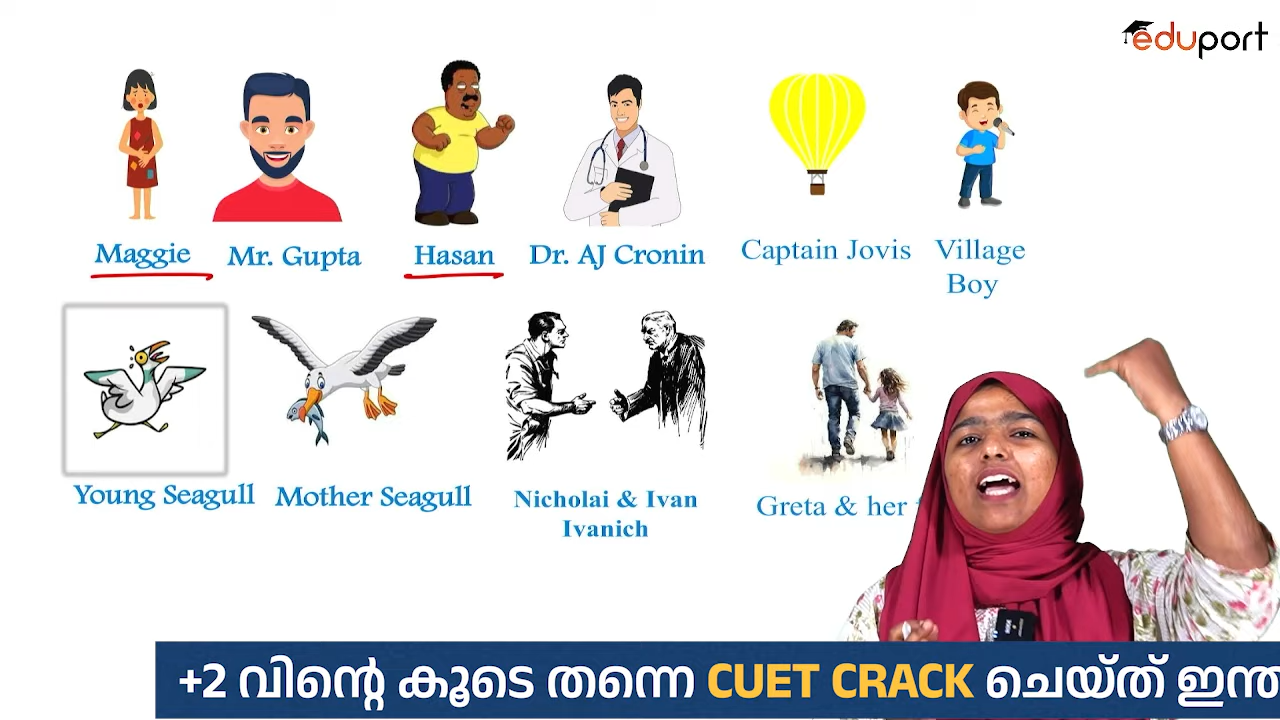 eduport
Maggie
Mr. Gupta
Hasan
Dr. AJ Cronin
Captain Jovis
Village
Boy
Young Seagull
Mother Seagull
Nicholai & Ivan
Ivanich
Greta & her
+2 വിന്റെ കൂടെ തന്നെ CUET CRACK ചെയ്ത് ഇന്ത